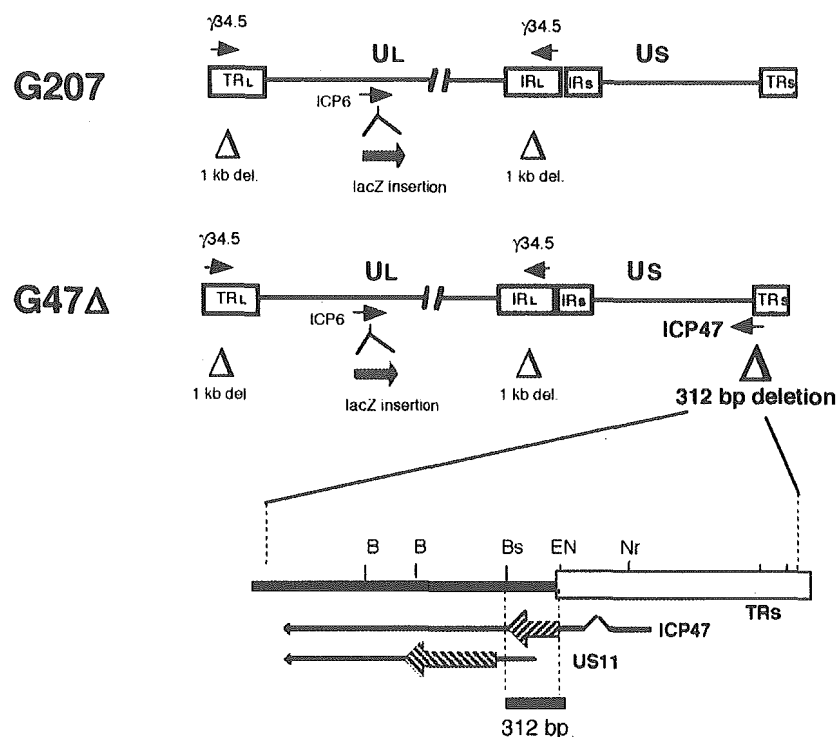 γ34.5 γ34.5
UL US
G207
TRL IRL IRS TRS
ICP6
1 kb del. lacZ insertion 1 kb del.
γ34.5 γ34.5
UL US
G47Δ
TRL IRL IRS TRS
ICP6 ICP47
1 kb del lacZ insertion 1 kb del.
312 bp deletion
B B Bs EN Nr
TRS
ICP47
US11
312 bp